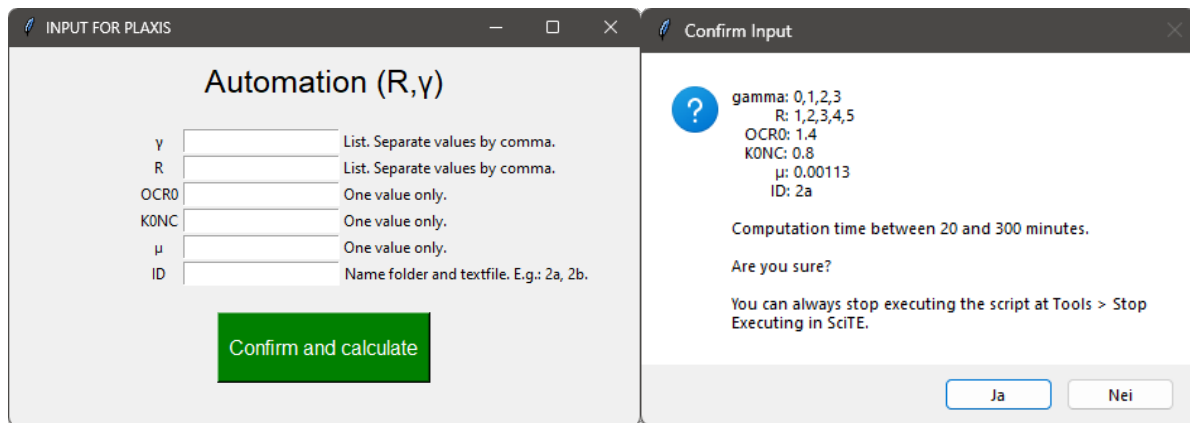 INPUT FOR PLAXIS
Automation (R,γ)
γ List. Separate values by comma.
R List. Separate values by comma.
OCR0 One value only.
K0NC One value only.
μ One value only.
ID Name folder and textfile. E.g.: 2a, 2b.
Confirm and calculate
Confirm Input
gamma: 0,1,2,3
R: 1,2,3,4,5
OCR0: 1.4
K0NC: 0.8
μ: 0.00113
ID: 2a
Computation time between 20 and 300 minutes.
Are you sure?
You can always stop executing the script at Tools > Stop
Executing in SciTE.
Ja Nei